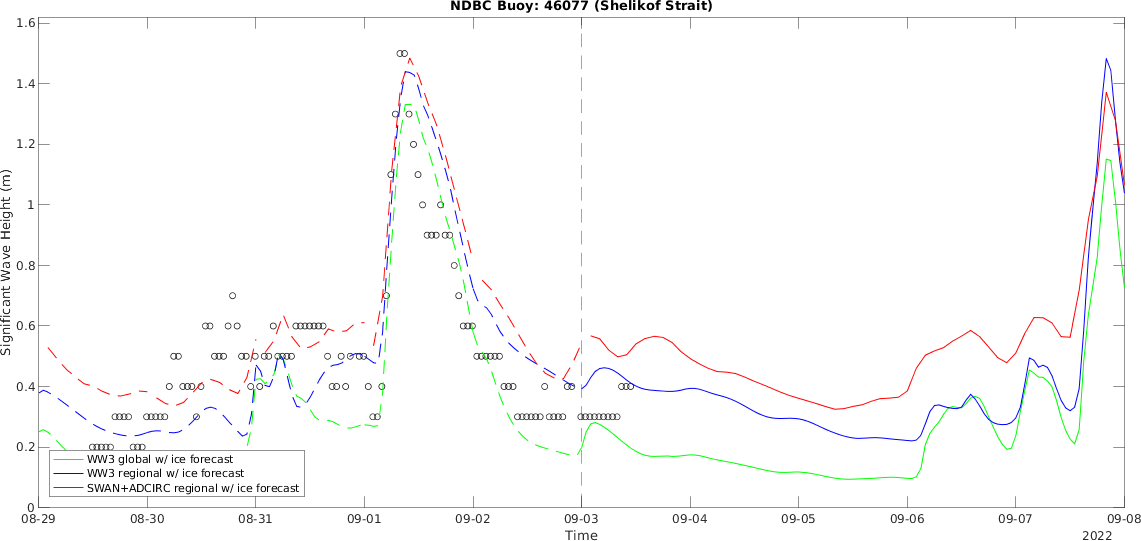 NDBC Buoy: 46077 (Shelikof Strait)
1.6
1.4
1.2
1
0.8
0.6
0.4
0.2
0
Significant Wave Height (m)
WW3 global w/ ice forecast
WW3 regional w/ ice forecast
SWAN+ADCIRC regional w/ ice forecast
08-29 08-30 08-31 09-01 09-02 09-03 09-04 09-05 09-06 09-07 09-08
Time
2022